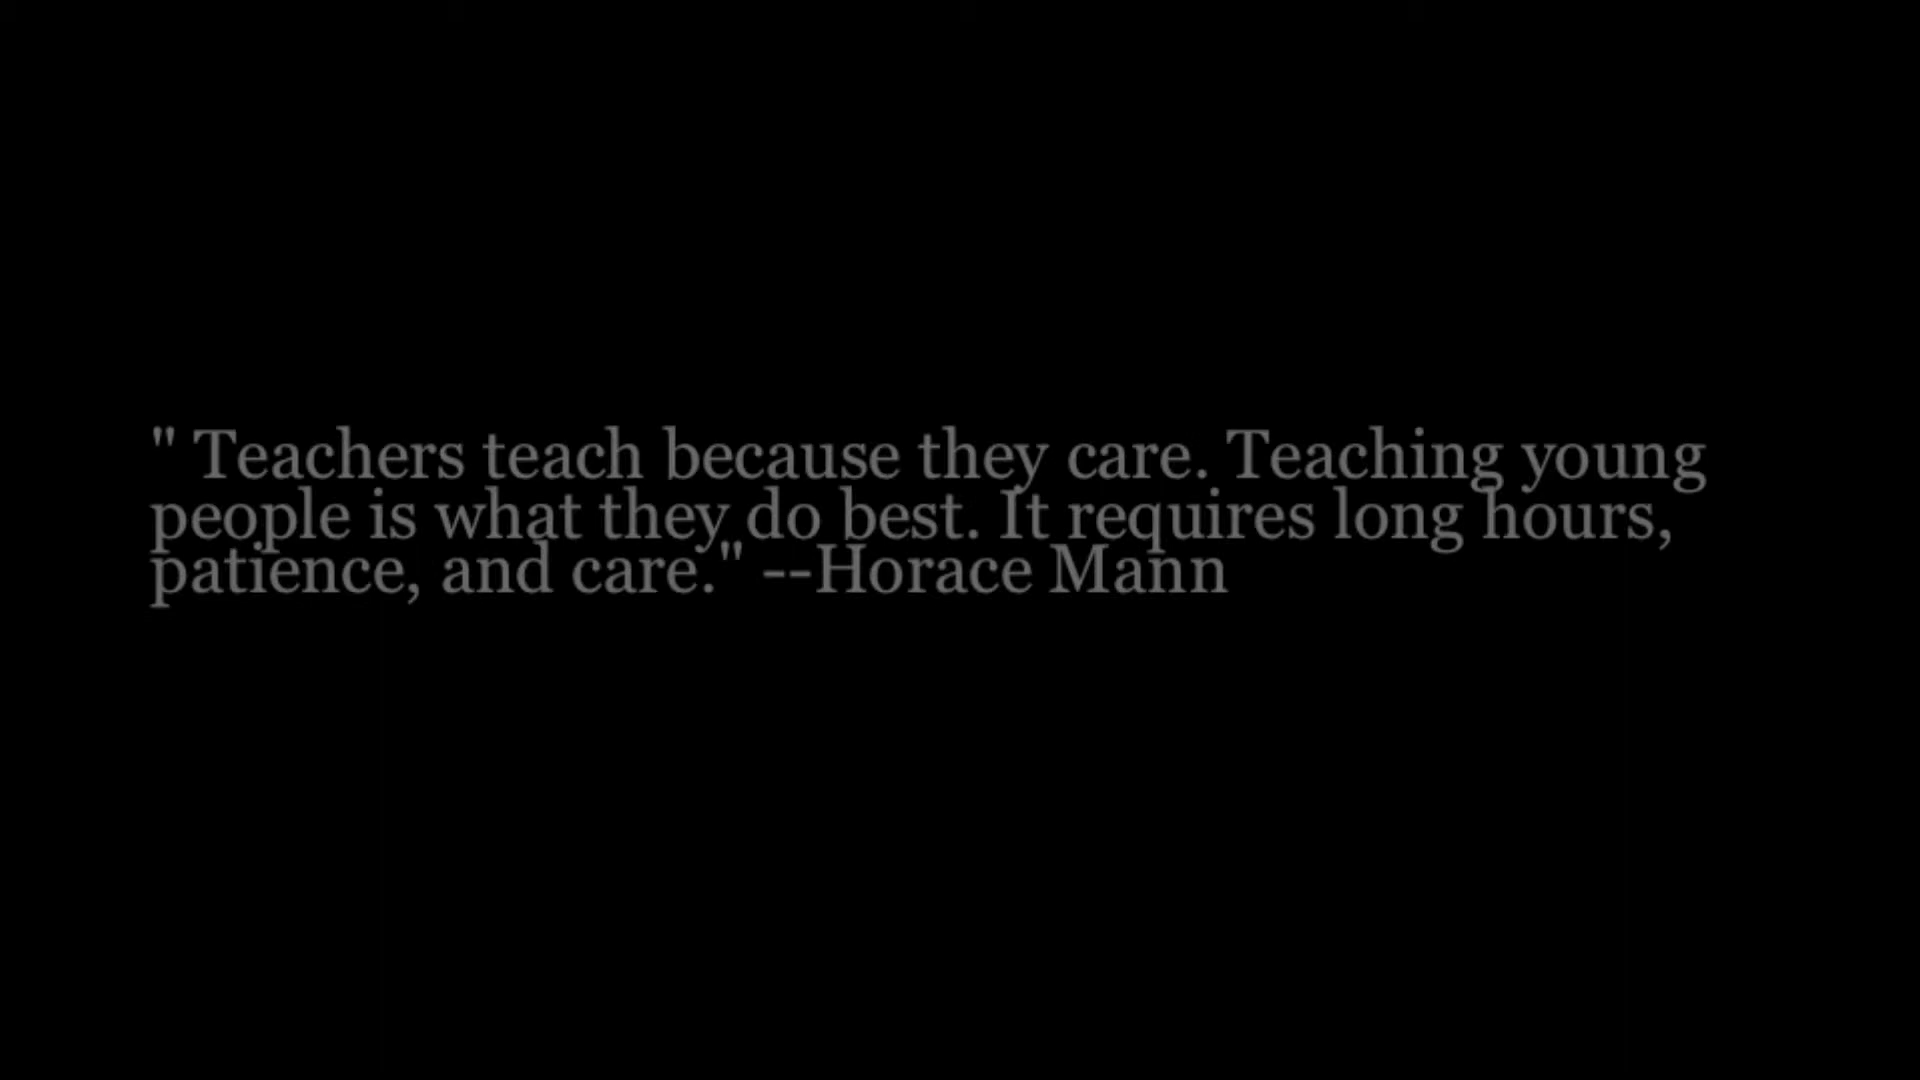 " Teachers teach because they care. Teaching young
people is what they do best. It requires long hours,
patience, and care." --Horace Mann